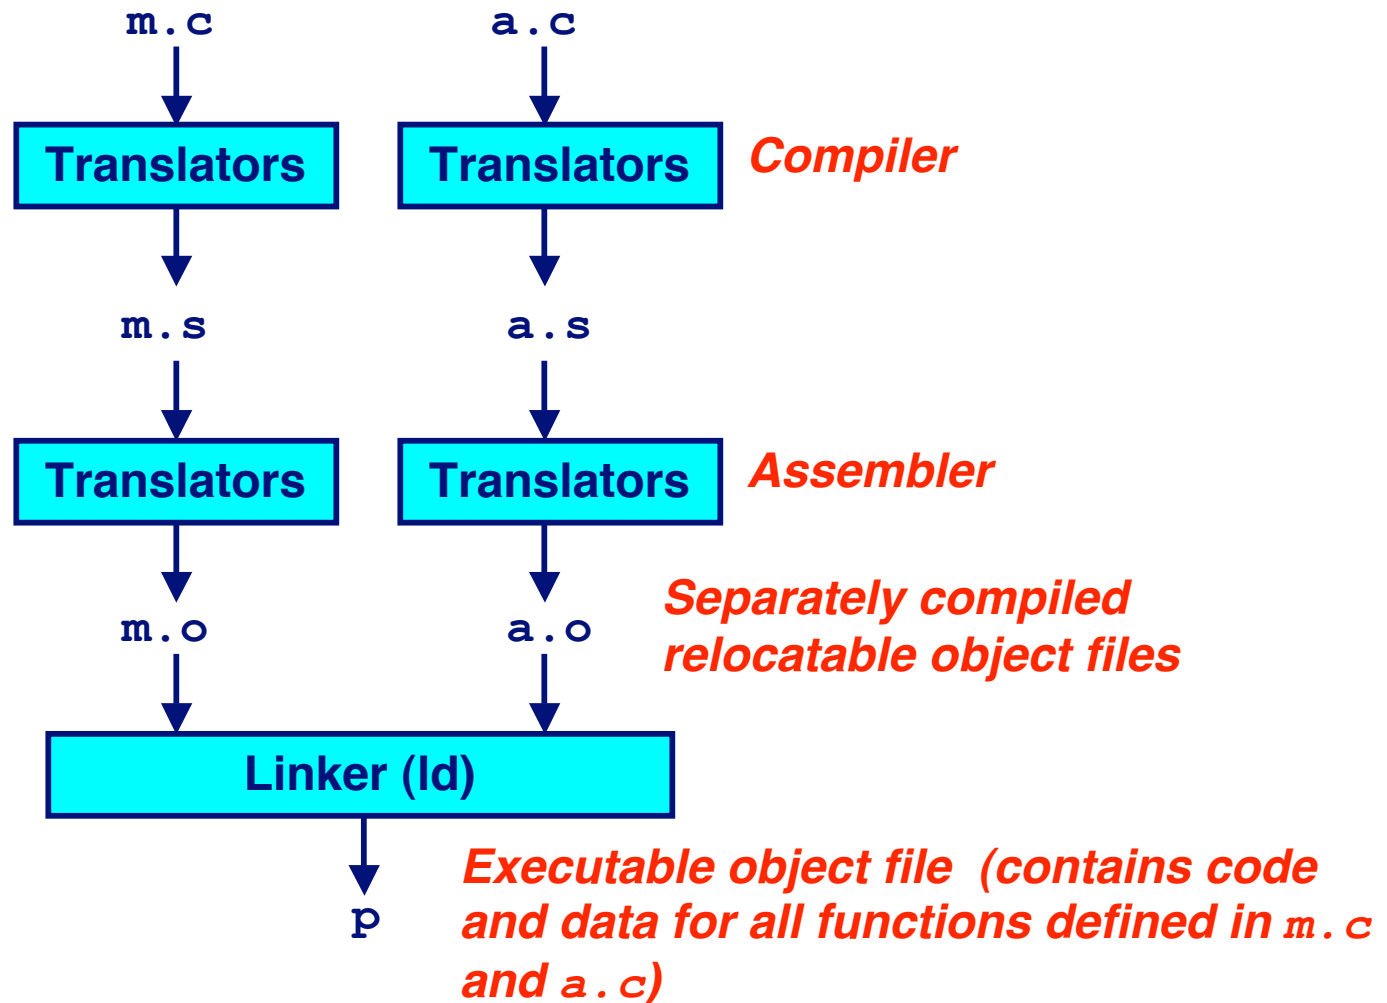 m.c a.c
Translators Translators Compiler
m.s a.s
Translators Translators Assembler
Separately compiled
m.o a.o
relocatable object files
Linker (ld)
Executable object file (contains code
p and data for all functions defined in m.c
and a.c)